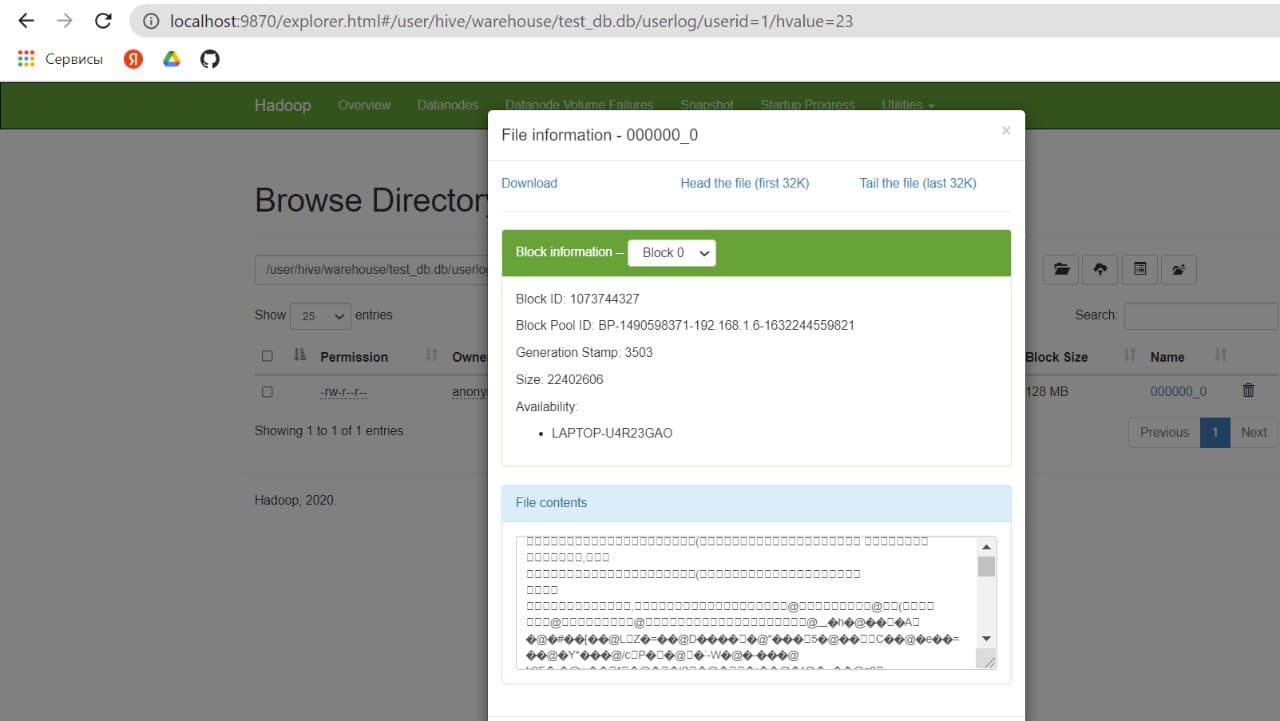 localhost:9870/explorer.html#/user/hive/warehouse/test_db.db/userlog/userid=1/hvalue=23
Сервисы
Hadoop Overview Datanodes Datanode Volume Failures Snapshot Startup Progress Utilities
File information - 000000_0 ×
Download Head the file (first 32K) Tail the file (last 32K)
Browse Directory
Block information -- Block 0
/user/hive/warehouse/test_db.db/userlog
Block ID: 1073744327
Show 25 entries Search:
Block Pool ID: BP-1490598371-192.168.1.6-1632244559821
Generation Stamp: 3503
Permission Owne Block Size Name
Size: 22402606
-rw-r--r-- anony 128 MB 000000_0
Availability:
Showing 1 to 1 of 1 entries Previous 1 Next
LAPTOP-U4R23GAO
Hadoop, 2020.
File contents